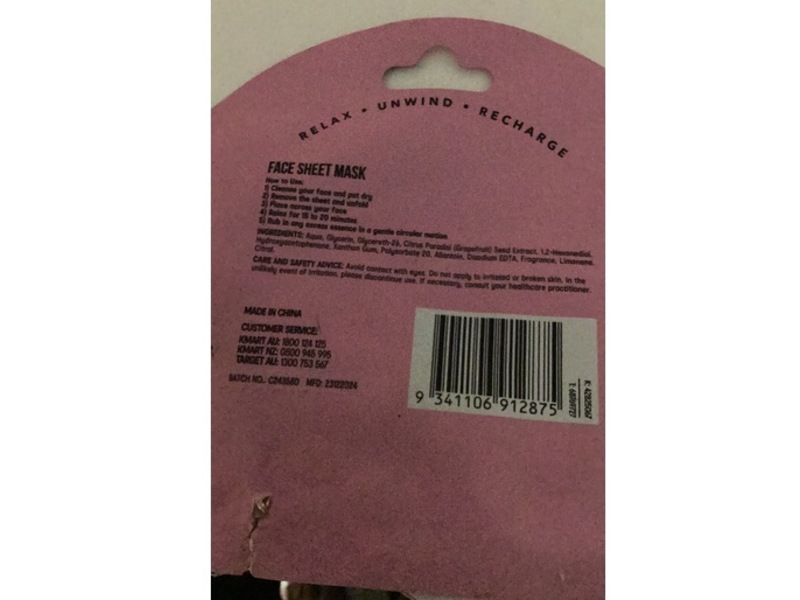 RELAX • UNWIND • RECHARGE
FACE SHEET MASK
How to Use:
1) Cleanse your face and pat dry
2) Remove the sheet and unfold
3) Place across your face
4) Relax for 15 to 20 minutes
5) Rub in any excess essence in a gentle circular motion
INGREDIENTS: Aqua, Glycerin, Glycereth-26, Citrus Paradisi (Grapefruit) Seed Extract, 1,2-Hexanediol,
Hydroxyacetophenone, Xanthan Gum, Polysorbate 20, Allantoin, Disodium EDTA, Fragrance, Limonene,
Citral.
CARE AND SAFETY ADVICE: Avoid contact with eyes. Do not apply to irritated or broken skin. In the
unlikely event of irritation, please discontinue use. If necessary, consult your healthcare practitioner.
MADE IN CHINA
CUSTOMER SERVICE:
KMART AU: 1800 124 125
KMART NZ: 0800 945 995
TARGET AU: 1300 753 567
BATCH NO.: MFD: 23122024
9 341106 912875